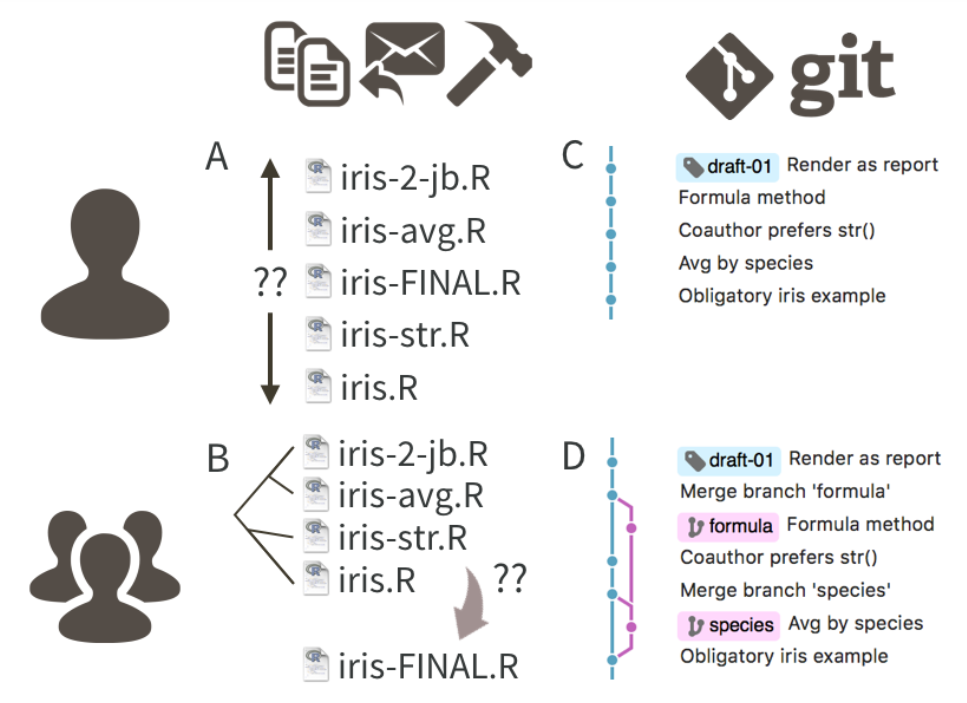 git
A
iris-2-jb.R
iris-avg.R
??
iris-FINAL.R
iris-str.R
iris.R
C
draft-01 Render as report
Formula method
Coauthor prefers str()
Avg by species
Obligatory iris example
B
iris-2-jb.R
iris-avg.R
iris-str.R
iris.R
??
iris-FINAL.R
D
draft-01 Render as report
Merge branch 'formula'
formula Formula method
Coauthor prefers str()
Merge branch 'species'
species Avg by species
Obligatory iris example